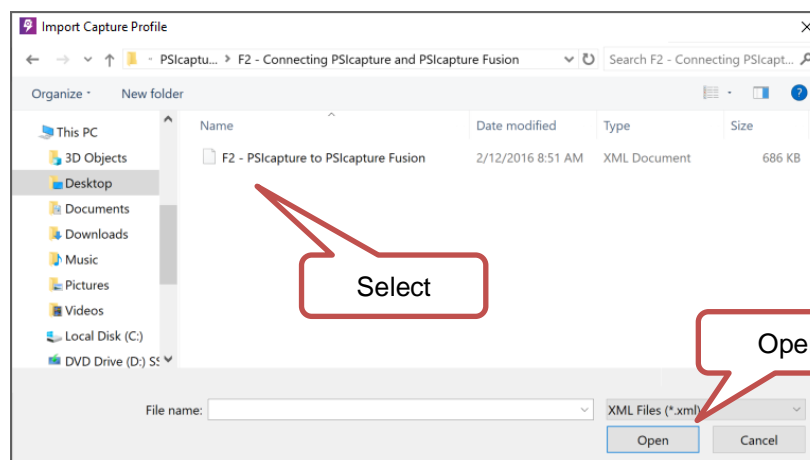 Import Capture Profile
PSIcaptu... > F2 - Connecting PSIcapture and PSIcapture Fusion
Search F2 - Connecting PSIcapt...
Organize
New folder
?
This PC
3D Objects
Desktop
Documents
Downloads
Music
Pictures
Videos
Local Disk (C:)
DVD Drive (D:) SS
Name Date modified Type Size
F2 - PSIcapture to PSIcapture Fusion 2/12/2016 8:51 AM XML Document 686 KB
Select
Ope
File name:
XML Files (*.xml)
Open
Cancel